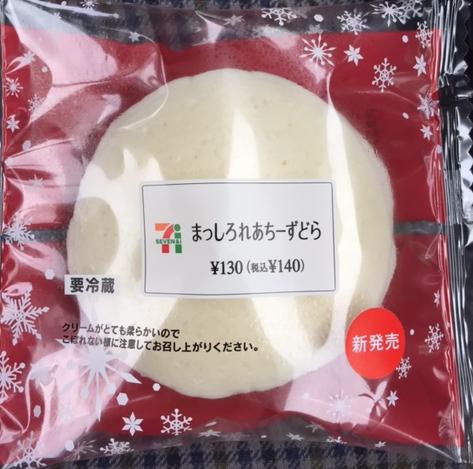 SEVEN&i
まっしろれあちーずどら
¥130(税込¥140)
要冷蔵
クリームがとても柔らかいので
こぼれない様に注意してお召し上がりください。
新発売